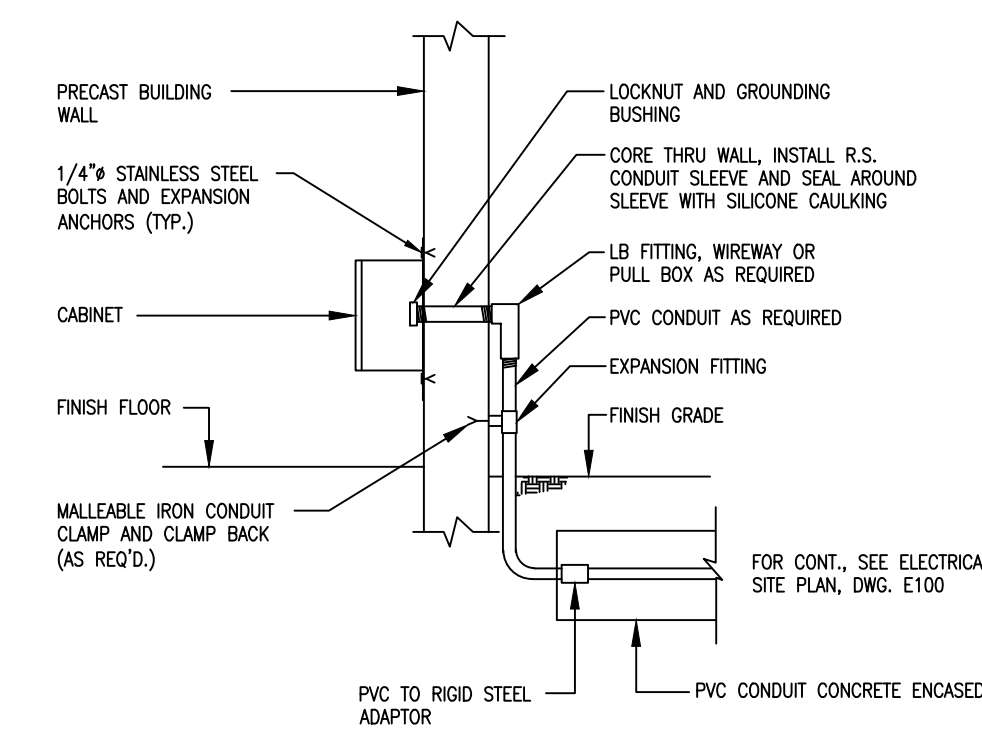 PRECAST BUILDING
WALL
1/4"ø STAINLESS STEEL
BOLTS AND EXPANSION
ANCHORS (TYP.)
CABINET
FINISH FLOOR
MALLEABLE IRON CONDUIT
CLAMP AND CLAMP BACK
(AS REQ'D.)
LOCKNUT AND GROUNDING
BUSHING
CORE THRU WALL, INSTALL R.S.
CONDUIT SLEEVE AND SEAL AROUND
SLEEVE WITH SILICONE CAULKING
LB FITTING, WIREWAY OR
PULL BOX AS REQUIRED
PVC CONDUIT AS REQUIRED
EXPANSION FITTING
FINISH GRADE
FOR CONT., SEE ELECTRICA
SITE PLAN, DWG. E100
PVC TO RIGID STEEL
ADAPTOR
PVC CONDUIT CONCRETE ENCASED